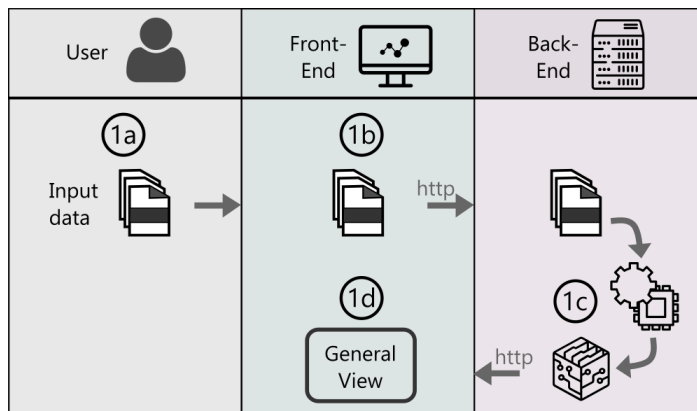 User
Front-
End
Back-
End
1a
1b
Input
data
http
1d
1c
General
View
http